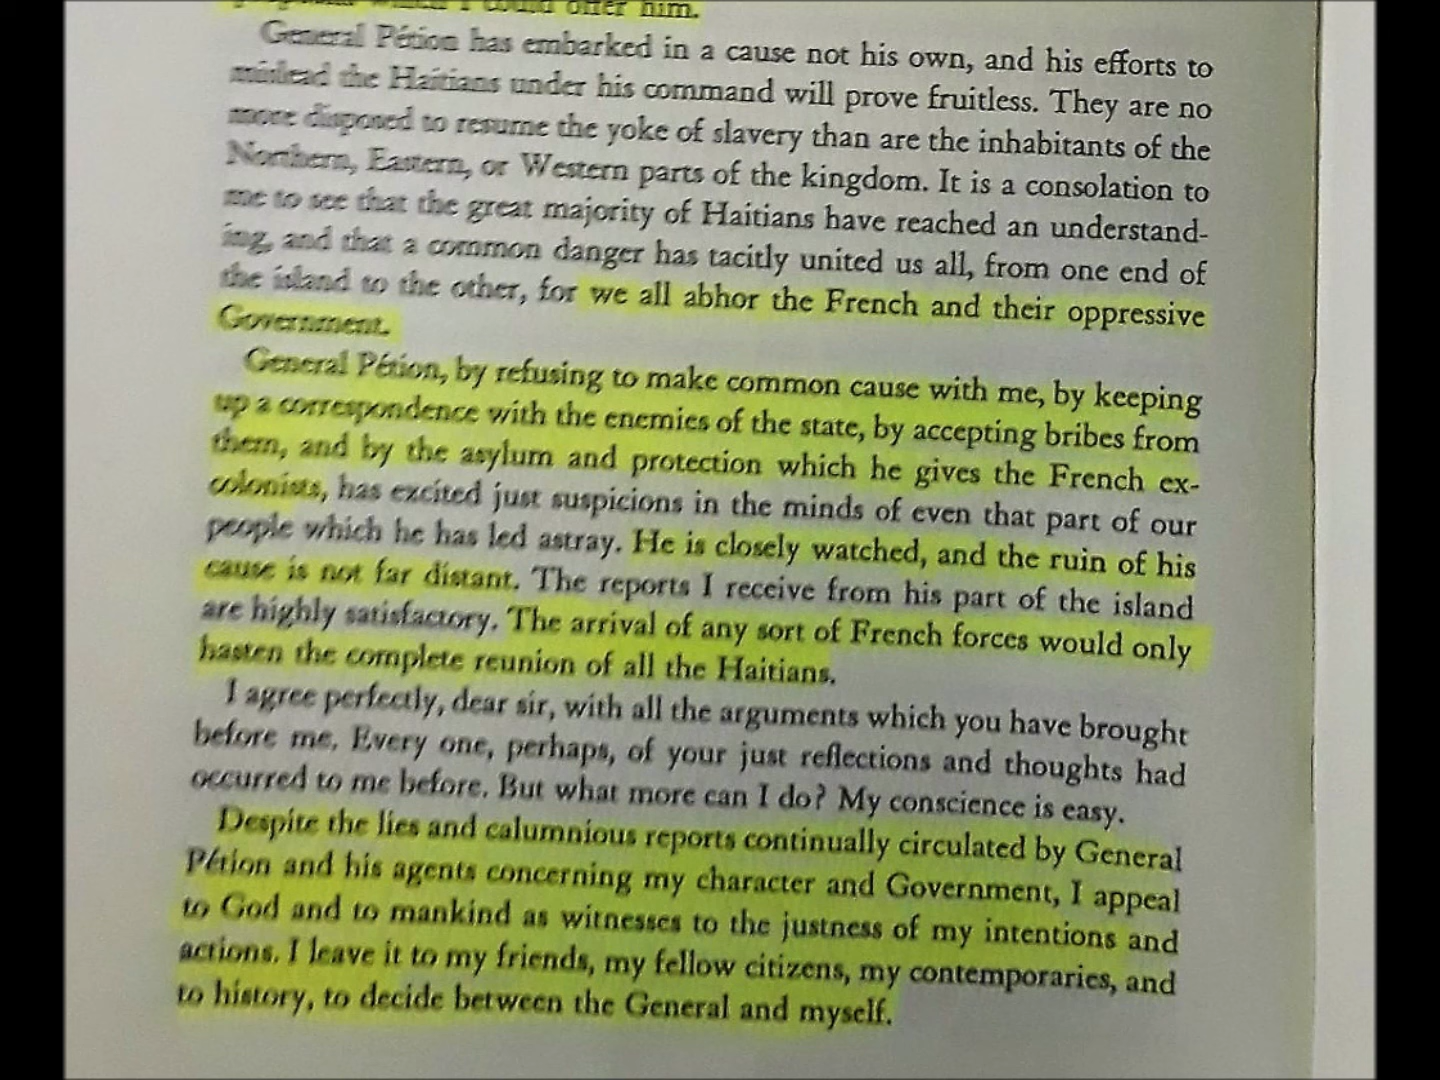 which I could offer him.
General Pétion has embarked in a cause not his own, and his efforts to
mislead the Haitians under his command will prove fruitless. They are no
more disposed to resume the yoke of slavery than are the inhabitants of the
Northern, Eastern, or Western parts of the kingdom. It is a consolation to
me to see that the great majority of Haitians have reached an understand-
ing, and that a common danger has tacitly united us all, from one end of
the island to the other, for we all abhor the French and their oppressive
Government.
General Pétion, by refusing to make common cause with me, by keeping
up a correspondence with the enemies of the state, by accepting bribes from
them, and by the asylum and protection which he gives the French ex-
colonists, has excited just suspicions in the minds of even that part of our
people which he has led astray. He is closely watched, and the ruin of his
cause is not far distant. The reports I receive from his part of the island
are highly satisfactory. The arrival of any sort of French forces would only
hasten the complete reunion of all the Haitians.
I agree perfectly, dear sir, with all the arguments which you have brought
before me. Every one, perhaps, of your just reflections and thoughts had
occurred to me before. But what more can I do? My conscience is easy.
Despite the lies and calumnious reports continually circulated by General
Pétion and his agents concerning my character and Government, I appeal
to God and to mankind as witnesses to the justness of my intentions and
actions. I leave it to my friends, my fellow citizens, my contemporaries, and
to history, to decide between the General and myself.